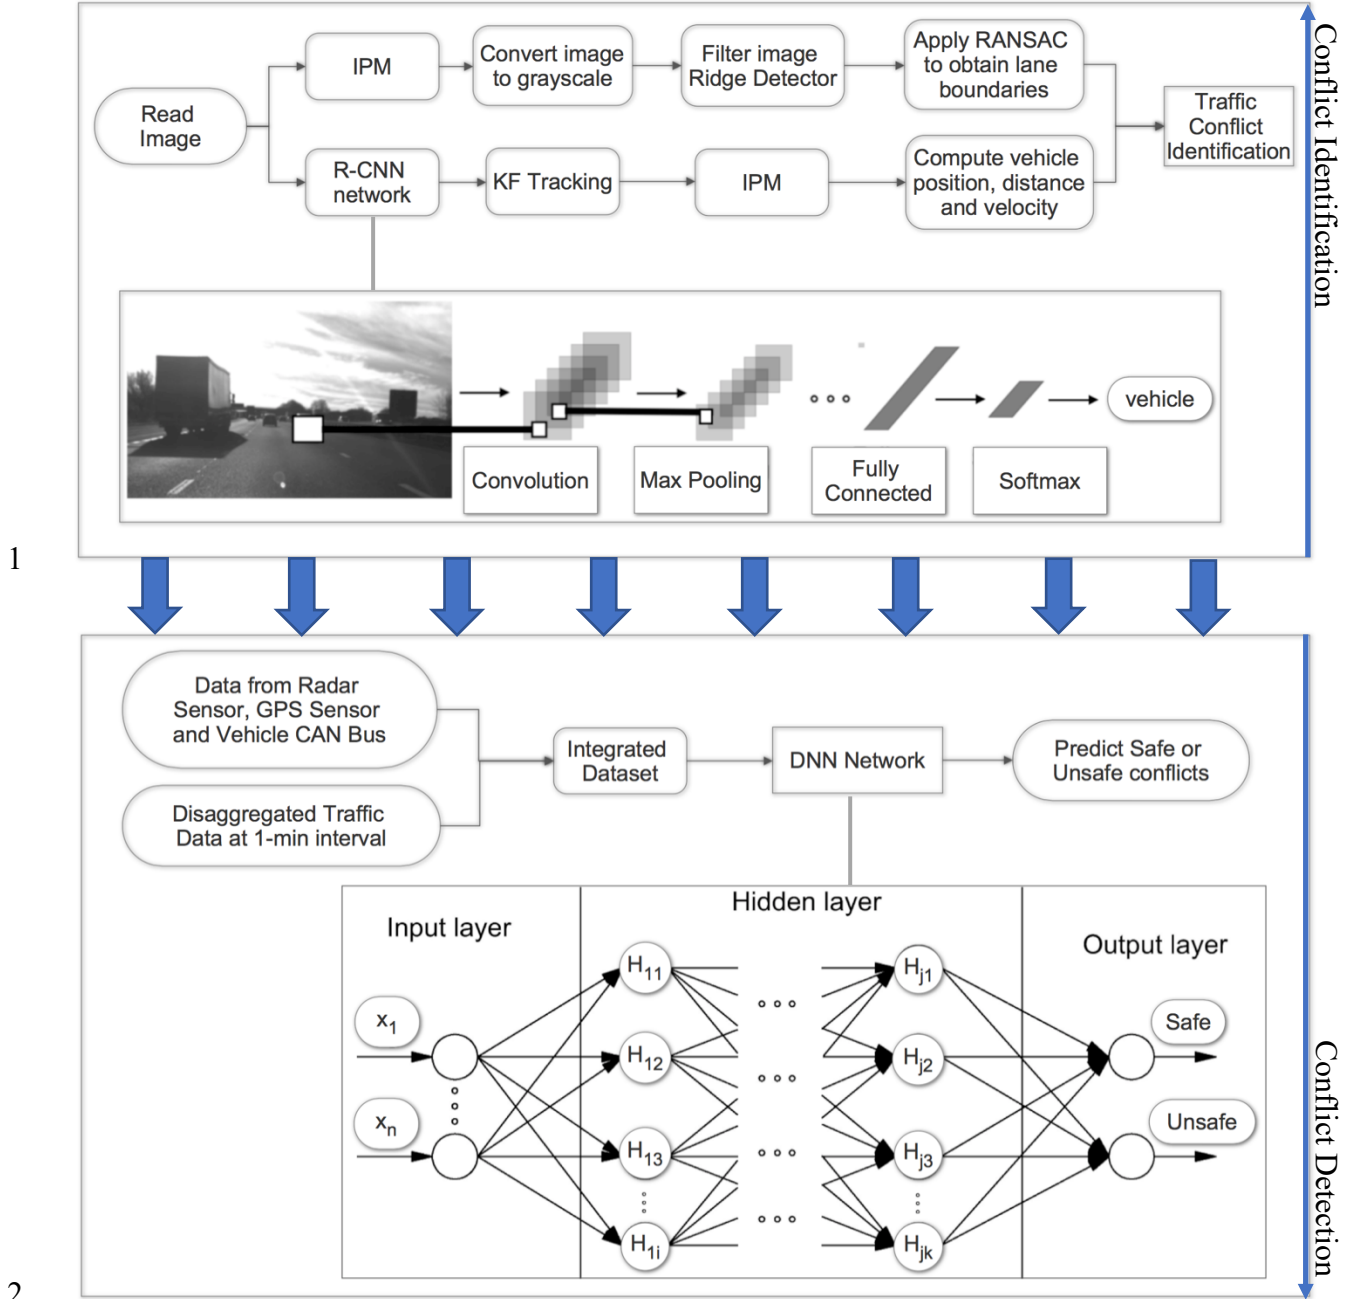 IPM
Convert image
to grayscale
Filter image
Ridge Detector
Apply RANSAC
to obtain lane
boundaries
Read
Image
Traffic
Conflict
Identification
R-CNN
network
KF Tracking
IPM
Compute vehicle
position, distance
and velocity
Conflict Identification
vehicle
Convolution
Max Pooling
Fully
Connected
Softmax
1
Data from Radar
Sensor, GPS Sensor
and Vehicle CAN Bus
Disaggregated Traffic
Data at 1-min interval
Integrated
Dataset
DNN Network
Predict Safe or
Unsafe conflicts
Input layer
Hidden layer
Output layer
x1
xn
H11
H12
H13
H1i
Hj1
Hj2
Hj3
Hjk
Safe
Unsafe
Conflict Detection
2